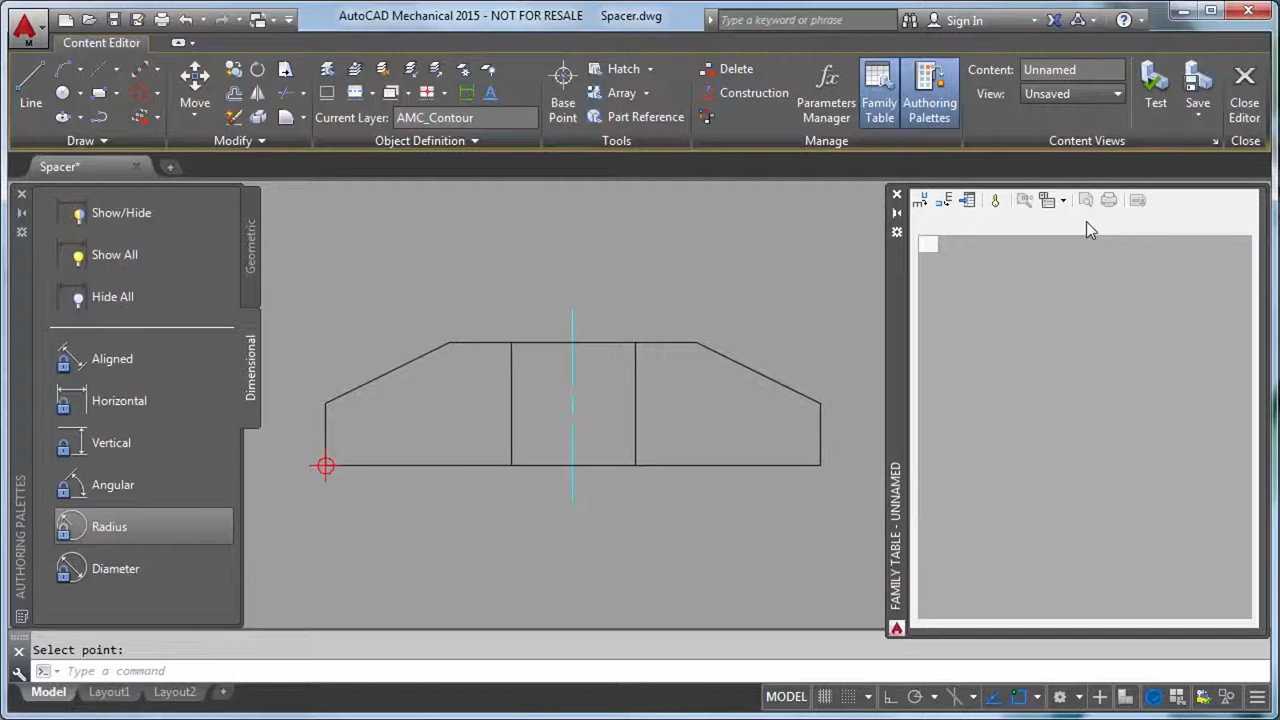 AutoCAD Mechanical 2015 - NOT FOR RESALE Spacer.dwg
Type a keyword or phrase
Sign In
M
Content Editor
Line
Move
Current Layer: AMC_Contour
Base Point
Hatch
Array
Part Reference
Delete
Construction
Parameters Manager
Family Table
Authoring Palettes
Content: Unnamed
View: Unsaved
Test
Save
Close Editor
Draw
Modify
Object Definition
Tools
Manage
Content Views
Close
Spacer*
Show/Hide
Show All
Hide All
Aligned
Horizontal
Vertical
Angular
Radius
Diameter
Geometric
Dimensional
AUTHORING PALETTES
FAMILY TABLE - UNNAMED
Select point:
Type a command
Model Layout1 Layout2
MODEL